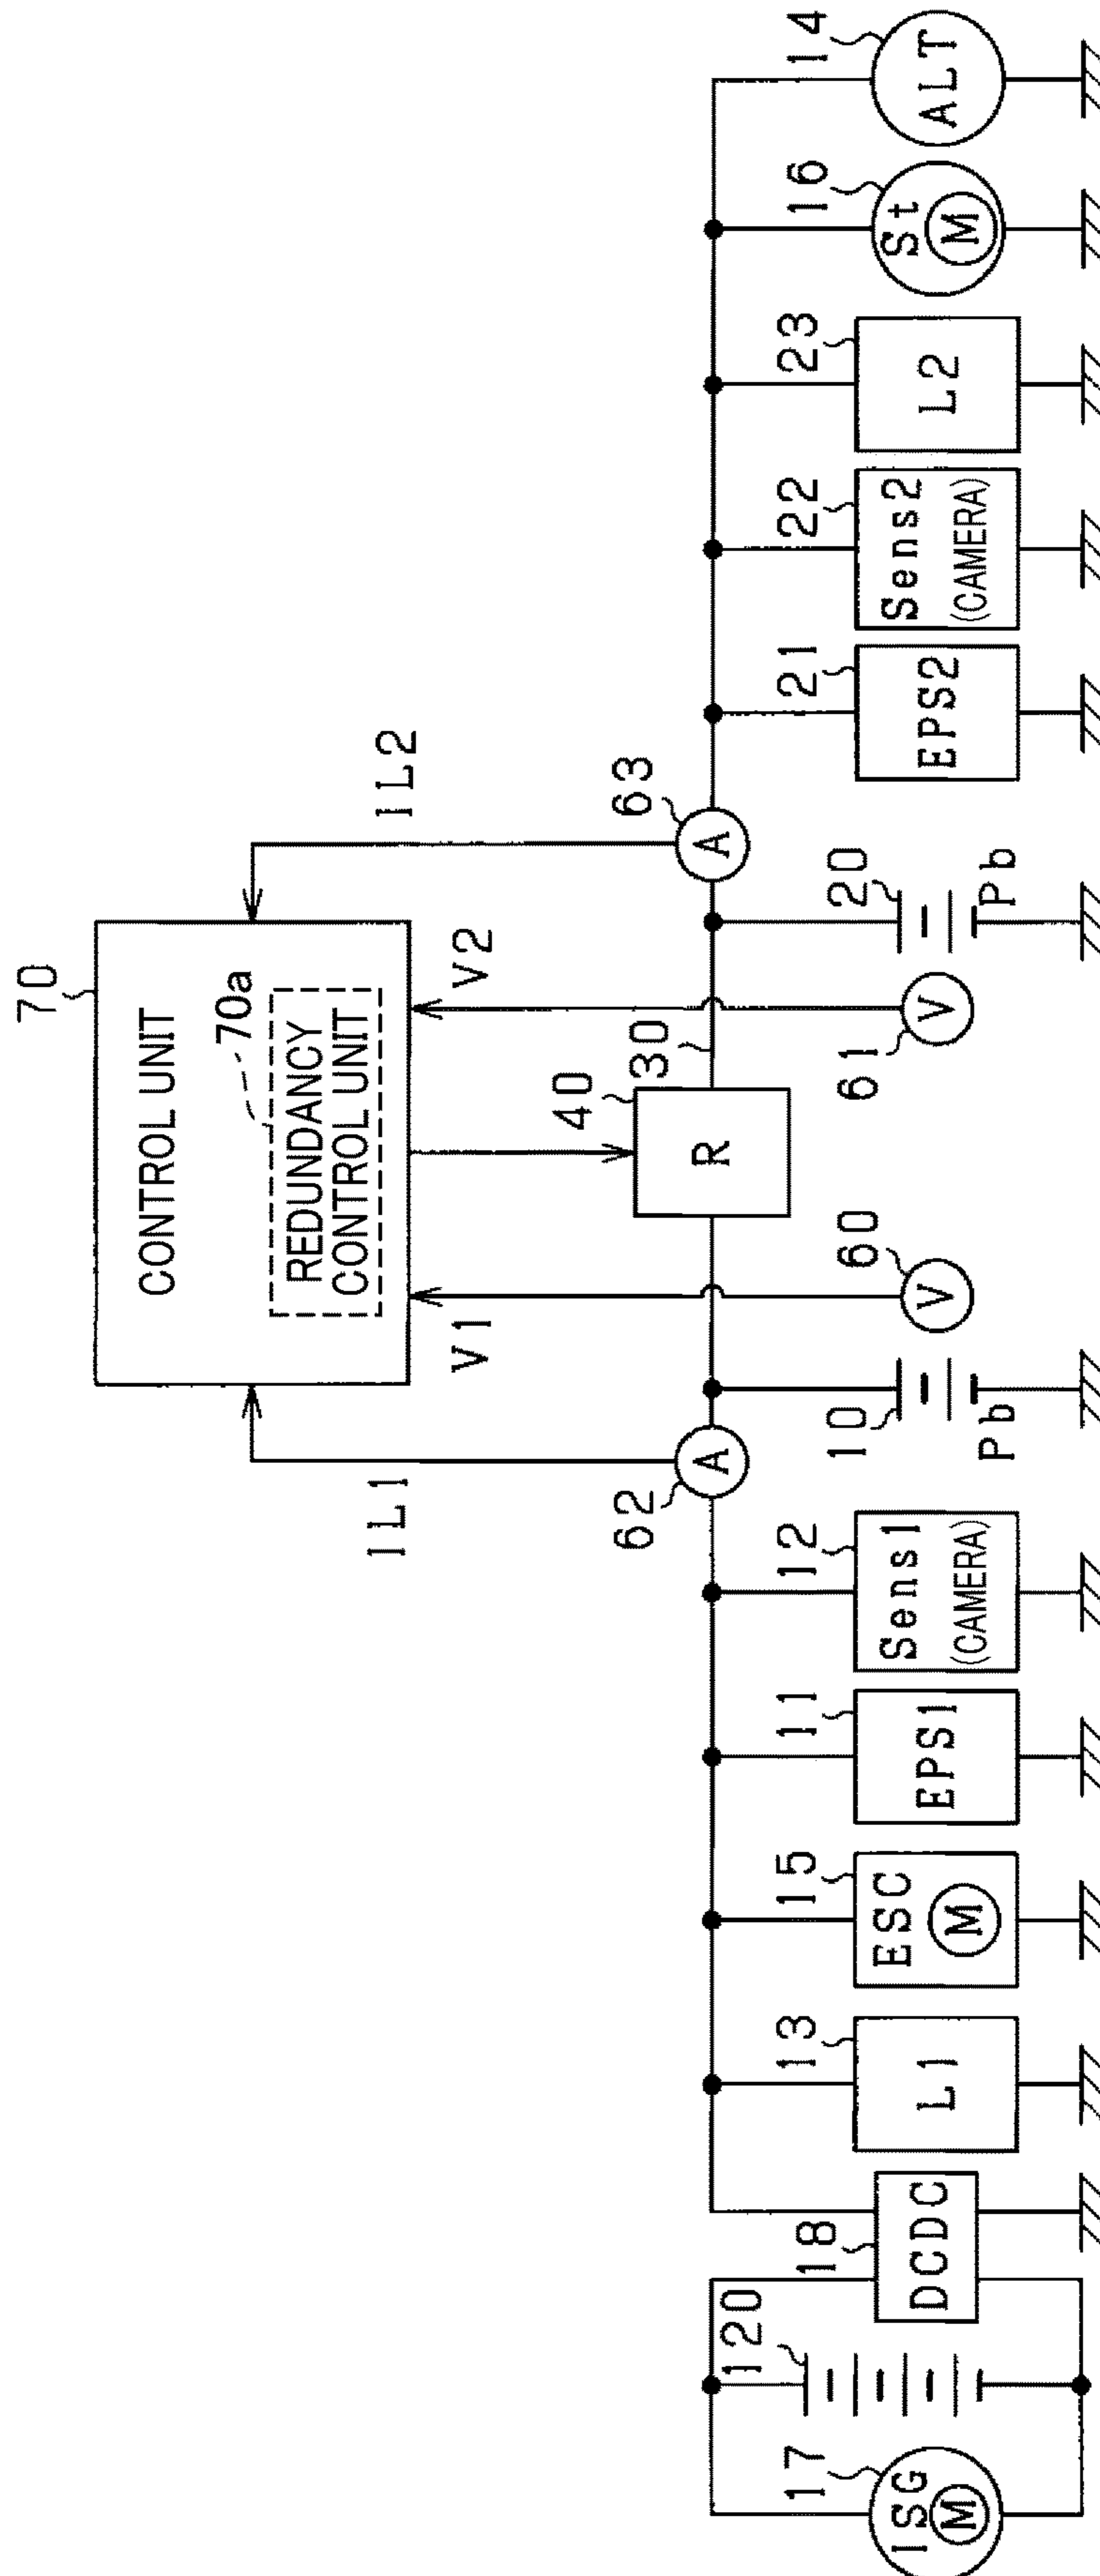 70
CONTROL UNIT
70a
REDUNDANCY
CONTROL UNIT
IL1
V1
V2
IL2
62
A
40
R
30
63
A
17
ISG
M
120
18
DCDC
13
L1
15
ESC
M
11
EPS1
12
Sens1
(CAMERA)
10
Pb
60
V
61
V
20
Pb
21
EPS2
22
Sens2
(CAMERA)
23
L2
16
St
M
14
ALT